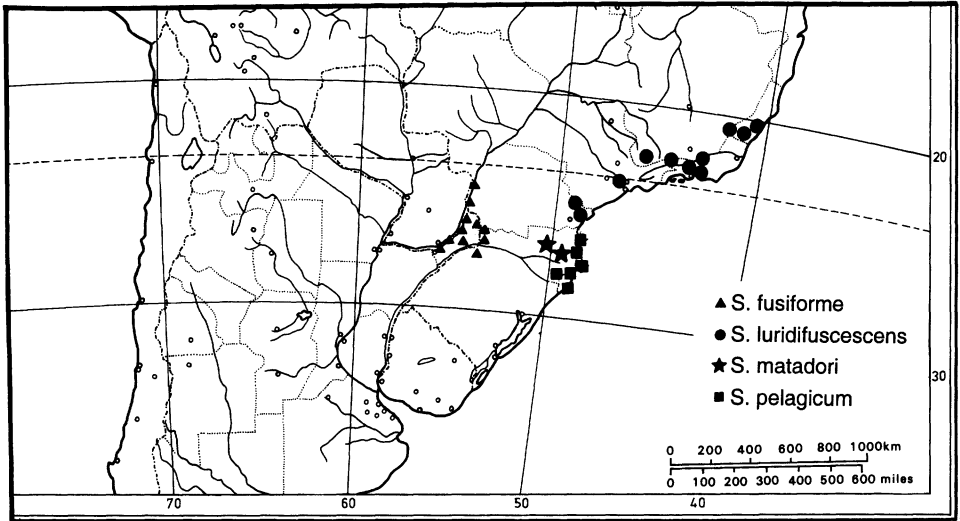 20
S. fusiforme
S. luridifuscescens
S. matadori
S. pelagicum
30
0 200 400 600 800 1000km
0 100 200 300 400 500 600 miles
70 60 50 40